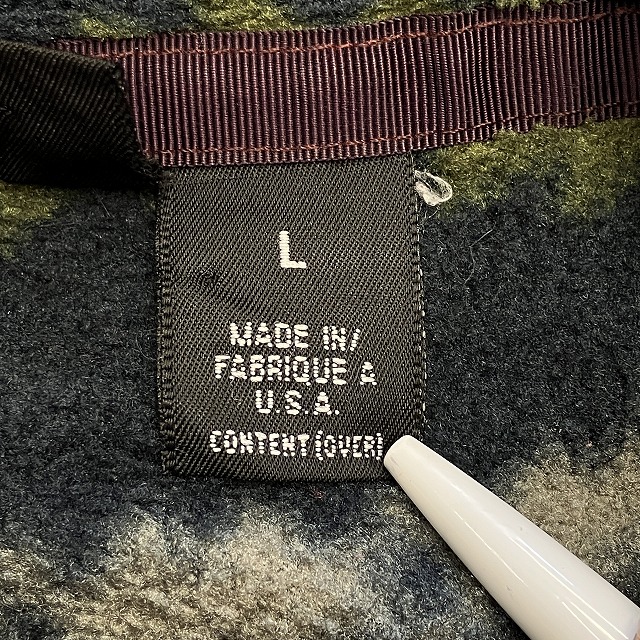 L
MADE IN/
FABRIQUE A
U.S.A.
CONTENT (OVER)